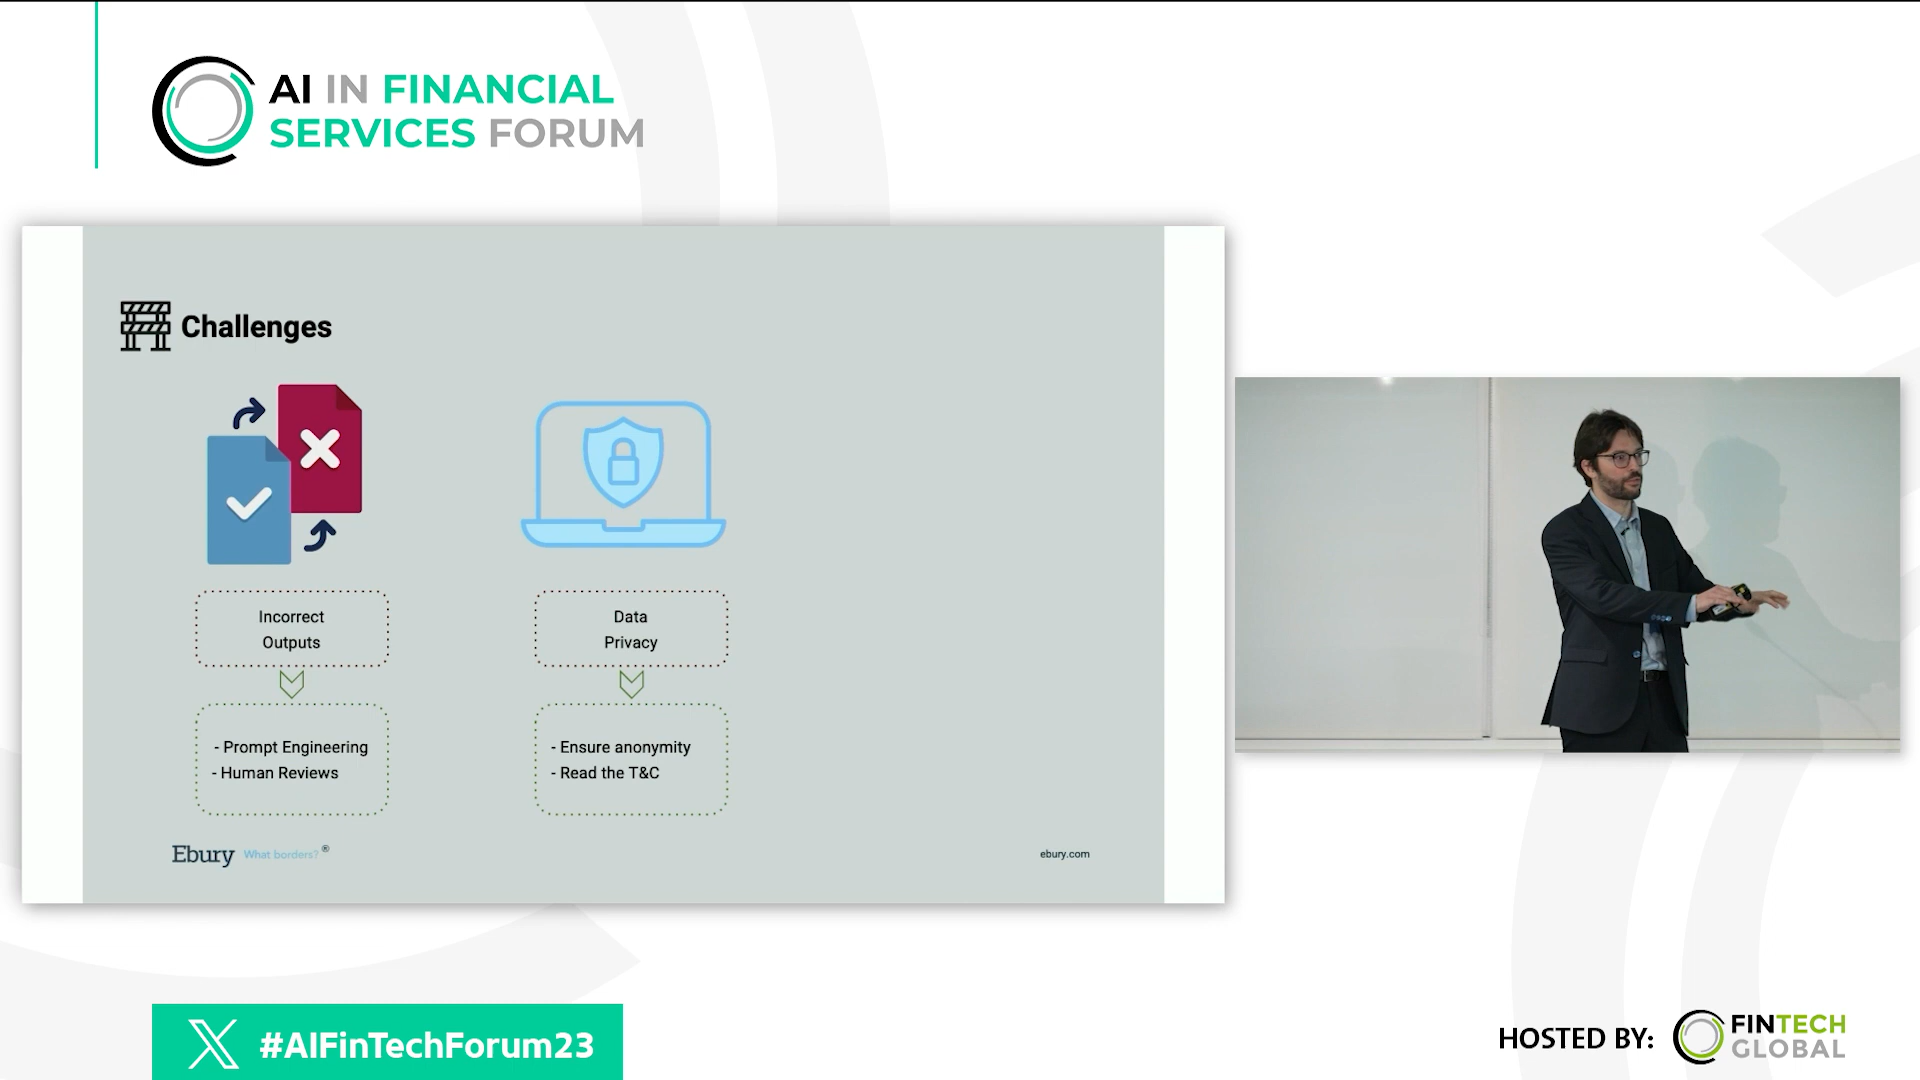 AI IN FINANCIAL
SERVICES FORUM
Challenges
Incorrect
Outputs
Data
Privacy
- Prompt Engineering
- Human Reviews
- Ensure anonymity
- Read the T&C
Ebury What borders? ®
ebury.com
#AIFinTechForum23
HOSTED BY:
FINTECH
GLOBAL